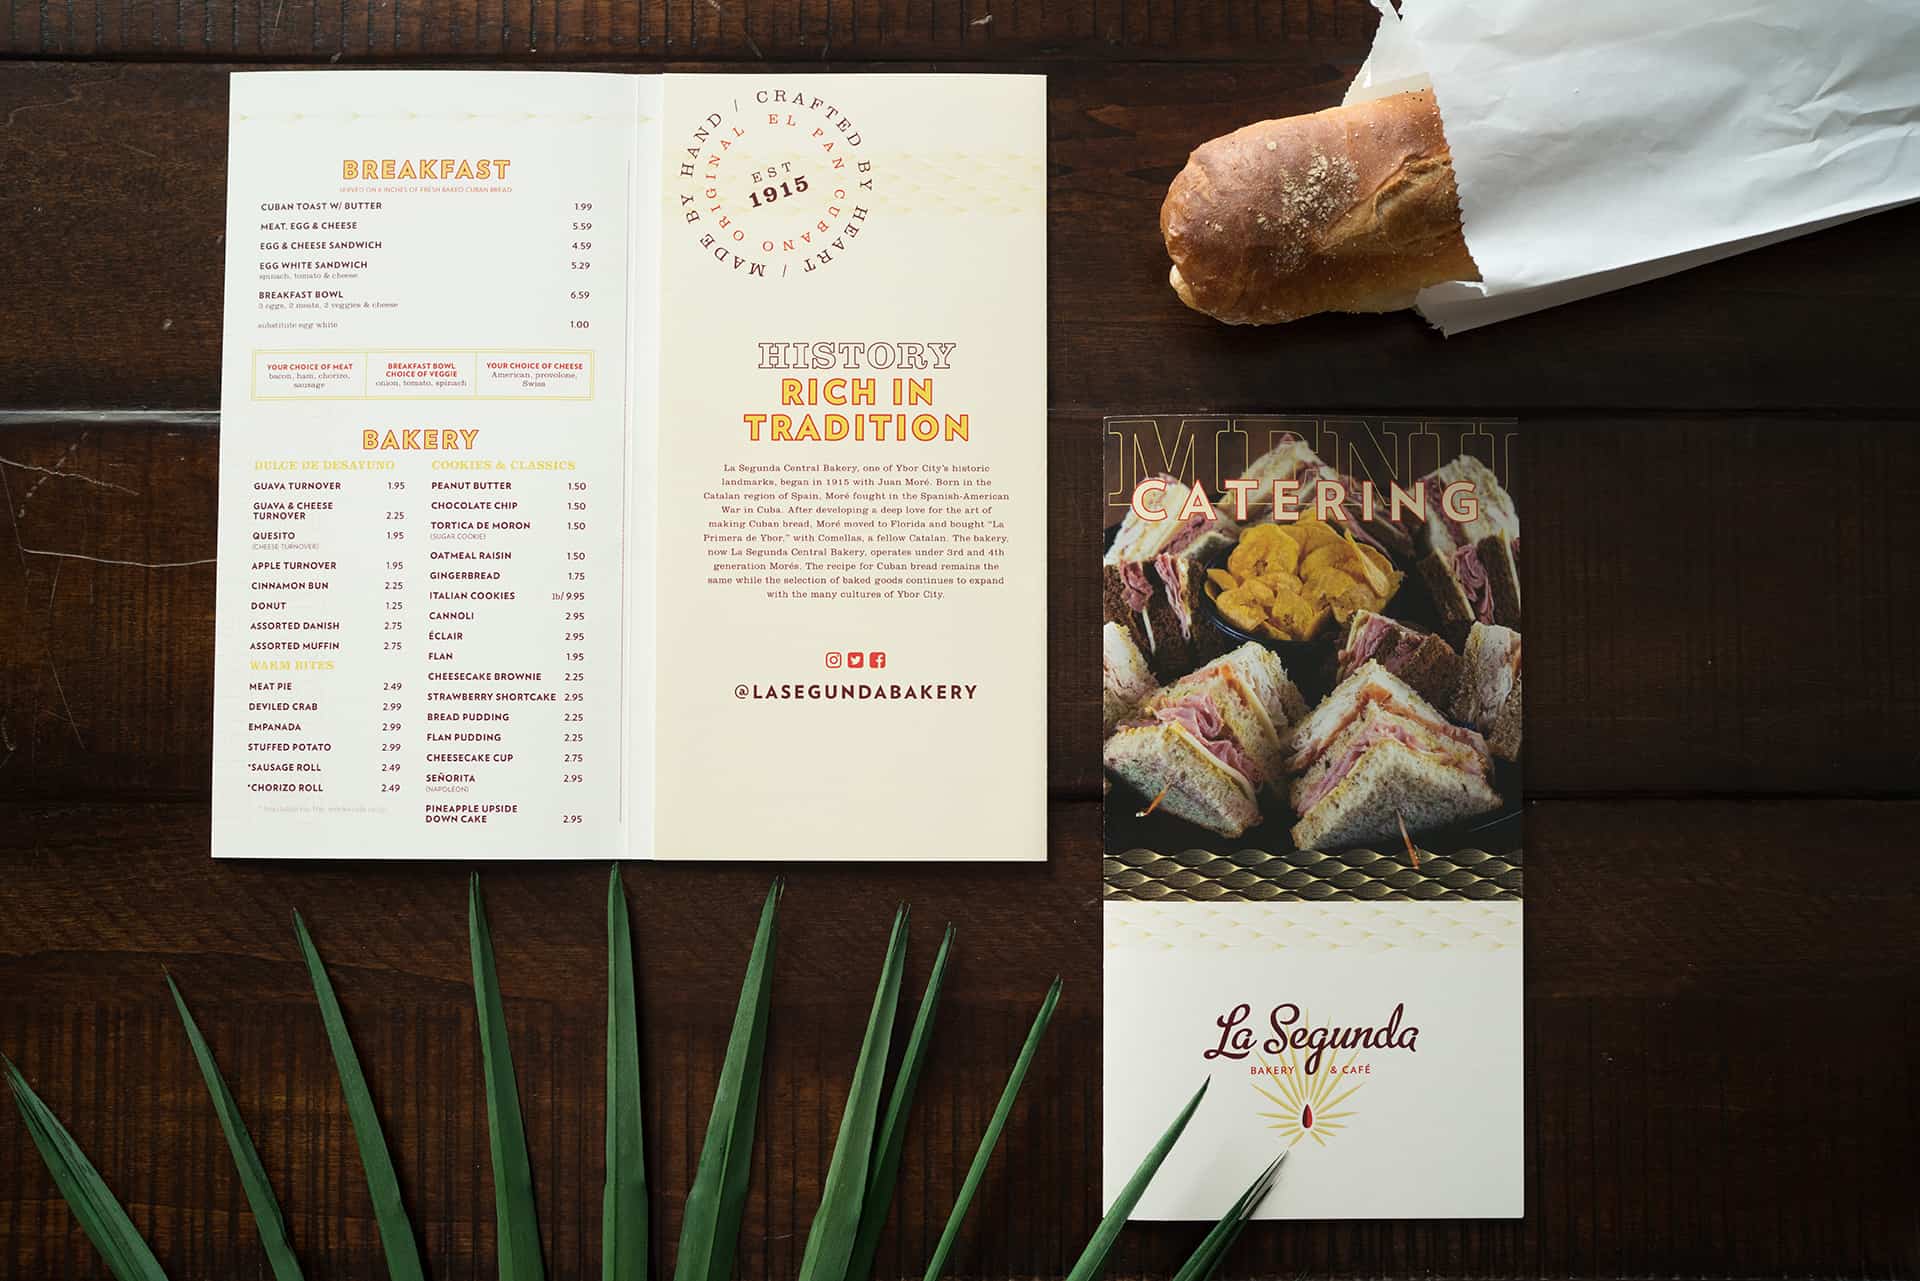 BREAKFAST
SERVED ON 8 INCHES OF FRESH BAKED CUBAN BREAD
CUBAN TOAST W/ BUTTER 1.99
MEAT, EGG & CHEESE 5.59
EGG & CHEESE SANDWICH 4.59
EGG WHITE SANDWICH 5.29
spinach, tomato & cheese
BREAKFAST BOWL 6.59
3 eggs, 2 meats, 2 veggies & cheese
substitute egg white 1.00
YOUR CHOICE OF MEAT
bacon, ham, chorizo,
sausage
BREAKFAST BOWL
CHOICE OF VEGGIE
onion, tomato, spinach
YOUR CHOICE OF CHEESE
American, provolone,
Swiss
BAKERY
DULCE DE DESAYUNO
GUAVA TURNOVER 1.95
GUAVA & CHEESE
TURNOVER 2.25
QUESITO 1.95
(CHEESE TURNOVER)
APPLE TURNOVER 1.95
CINNAMON BUN 2.25
DONUT 1.25
ASSORTED DANISH 2.75
ASSORTED MUFFIN 2.75
WARM BITES
MEAT PIE 2.49
DEVILED CRAB 2.99
EMPANADA 2.99
STUFFED POTATO 2.99
*SAUSAGE ROLL 2.49
*CHORIZO ROLL 2.49
COOKIES & CLASSICS
PEANUT BUTTER 1.50
CHOCOLATE CHIP 1.50
TORTICA DE MORON 1.50
(SUGAR COOKIE)
OATMEAL RAISIN 1.50
GINGERBREAD 1.75
ITALIAN COOKIES lb/ 9.95
CANNOLI 2.95
ÉCLAIR 2.95
FLAN 1.95
CHEESECAKE BROWNIE 2.25
STRAWBERRY SHORTCAKE 2.95
BREAD PUDDING 2.25
FLAN PUDDING 2.25
CHEESECAKE CUP 2.75
SEÑORITA 2.95
(NAPOLEON)
PINEAPPLE UPSIDE
DOWN CAKE 2.95
MADE BY HAND / CRAFTED BY HEART /
ORIGINAL EL PAN CUBANO
EST
1915
HISTORY
RICH IN
TRADITION
La Segunda Central Bakery, one of Ybor City's historic
landmarks, began in 1915 with Juan Moré. Born in the
Catalan region of Spain, Moré fought in the Spanish-American
War in Cuba. After developing a deep love for the art of
making Cuban bread, Moré moved to Florida and bought "La
Primera de Ybor," with Comellas, a fellow Catalan. The bakery,
now La Segunda Central Bakery, operates under 3rd and 4th
generation Morés. The recipe for Cuban bread remains the
same while the selection of baked goods continues to expand
with the many cultures of Ybor City.
@LASEGUNDABAKERY
MENU
CATERING
La Segunda
BAKERY & CAFÉ